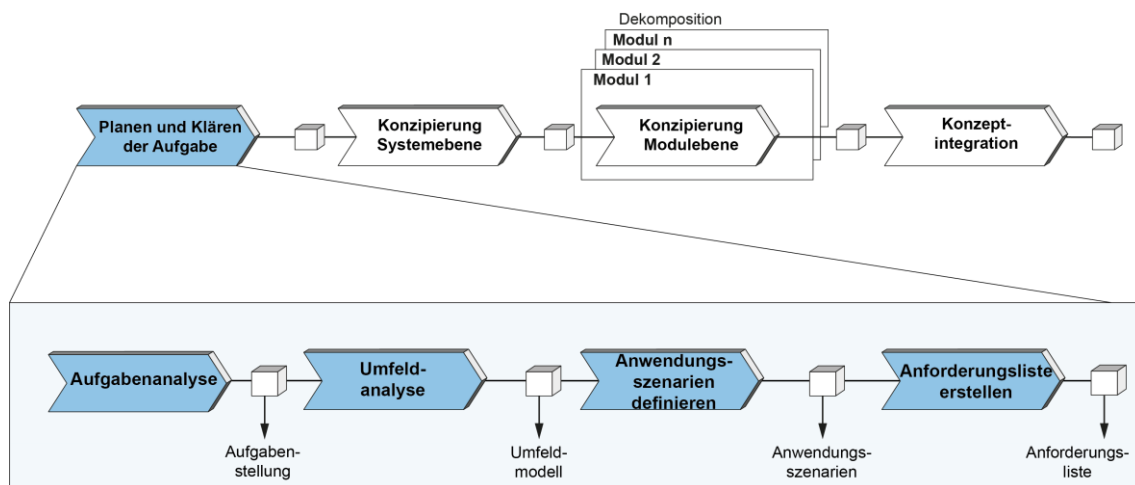 Dekomposition
Modul n
Modul 2
Modul 1
Planen und Klären
der Aufgabe
Konzipierung
Systemebene
Konzipierung
Modulebene
Konzept-
integration
Aufgabenanalyse
Umfeld-
analyse
Anwendungs-
szenarien
definieren
Anforderungsliste
erstellen
Aufgaben-
stellung
Umfeld-
modell
Anwendungs-
szenarien
Anforderungs-
liste